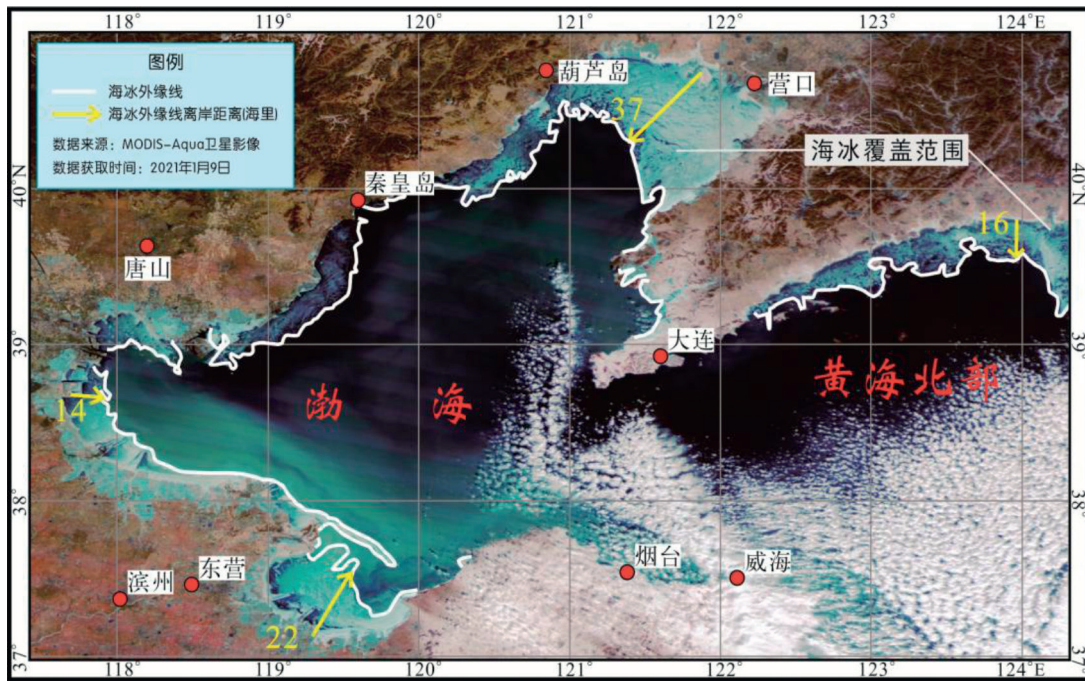 118° 119° 120° 121° 122° 123° 124°E
图例
海冰外缘线
海冰外缘线离岸距离(海里)
数据来源：MODIS-Aqua卫星影像
数据获取时间：2021年1月9日
葫芦岛
营口
37
海冰覆盖范围
40°N
40°N
秦皇岛
16
唐山
39°
39°
大连
渤海
黄海北部
14
38°
38°
烟台
威海
东营
滨州
22
37°
37°
118° 119° 120° 121° 122° 123° 124°E